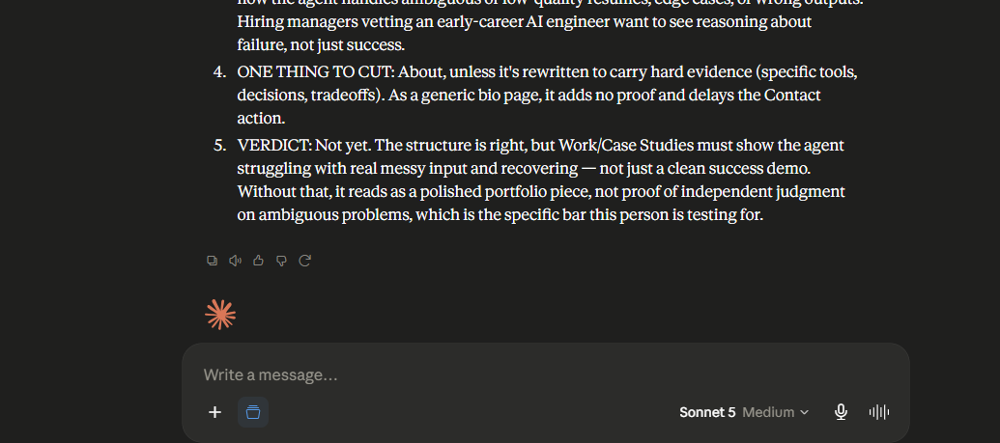 how the agent handles ambiguous or low-quality resumes, edge cases, or wrong outputs.
Hiring managers vetting an early-career AI engineer want to see reasoning about
failure, not just success.
4. ONE THING TO CUT: About, unless it's rewritten to carry hard evidence (specific tools,
decisions, tradeoffs). As a generic bio page, it adds no proof and delays the Contact
action.
5. VERDICT: Not yet. The structure is right, but Work/Case Studies must show the agent
struggling with real messy input and recovering — not just a clean success demo.
Without that, it reads as a polished portfolio piece, not proof of independent judgment
on ambiguous problems, which is the specific bar this person is testing for.
Write a message...
Sonnet 5 Medium